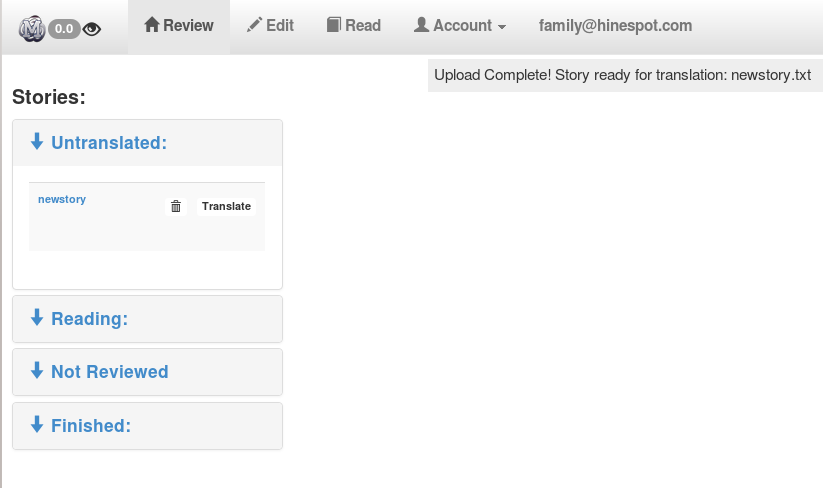 0.0 Review Edit Read Account family@hinespot.com
Upload Complete! Story ready for translation: newstory.txt
Stories:
Untranslated:
newstory Translate
Reading:
Not Reviewed
Finished: